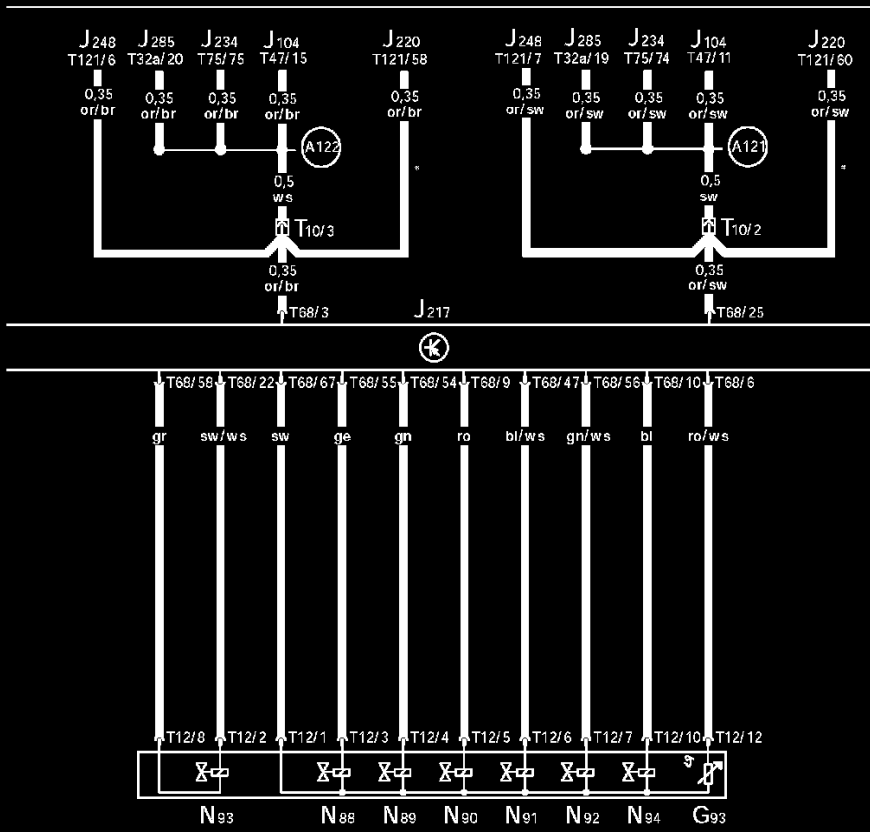 J248 J285 J234 J104 J220 J248 J285 J234 J104 J220
T121/6 T32a/20 T75/75 T47/15 T121/58 T121/7 T32a/19 T75/74 T47/11 T121/60
0,35 0,35 0,35 0,35 0,35 0,35 0,35 0,35 0,35 0,35
or/br or/br or/br or/br or/br or/sw or/sw or/sw or/sw or/sw
A122 A121
* *
0,5 0,5
ws sw
T10/3 T10/2
0,35 0,35
or/br or/sw
T68/3 J217 T68/25
K
T68/58 T68/22 T68/67 T68/55 T68/54 T68/9 T68/47 T68/56 T68/10 T68/6
gr sw/ws sw ge gn ro bl/ws gn/ws bl ro/ws
T12/8 T12/2 T12/1 T12/3 T12/4 T12/5 T12/6 T12/7 T12/10 T12/12
ϑ
N93 N88 N89 N90 N91 N92 N94 G93